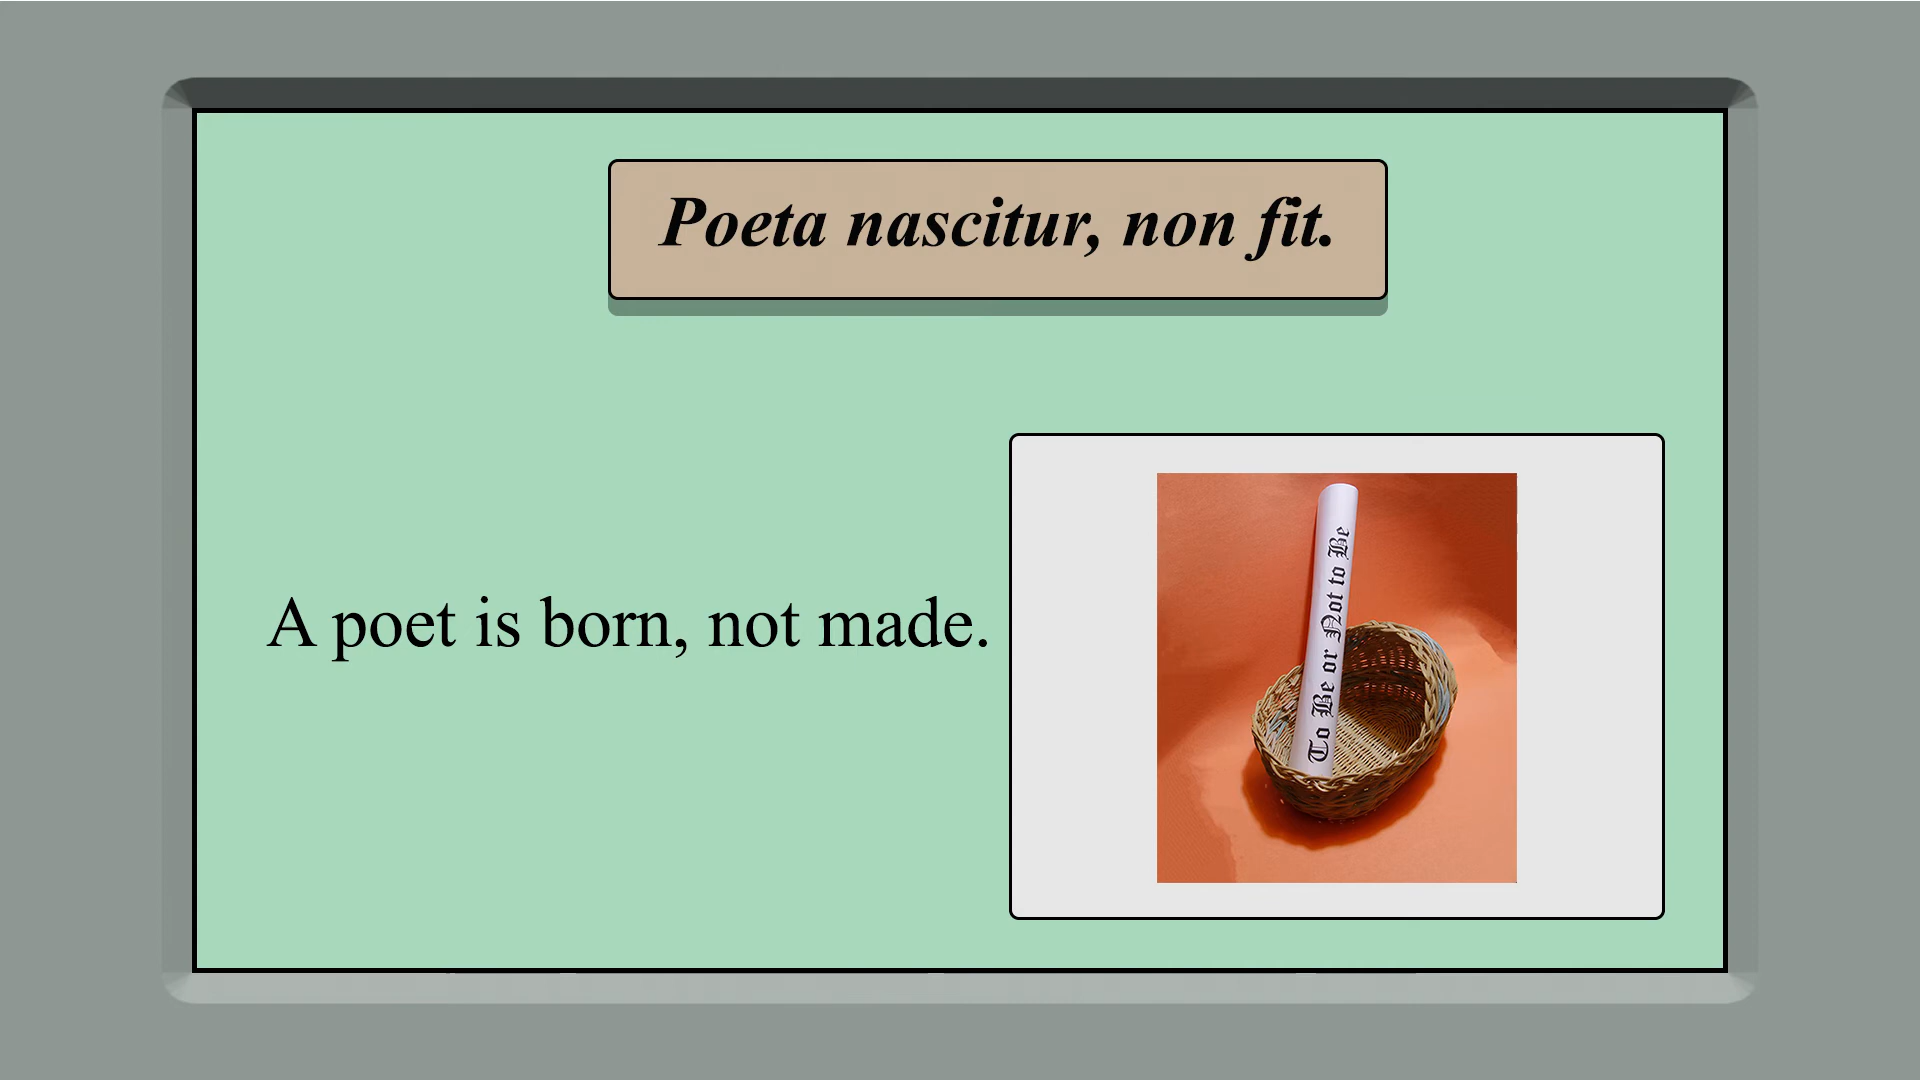 Poeta nascitur, non fit.
A poet is born, not made.
To Be or Not to Be